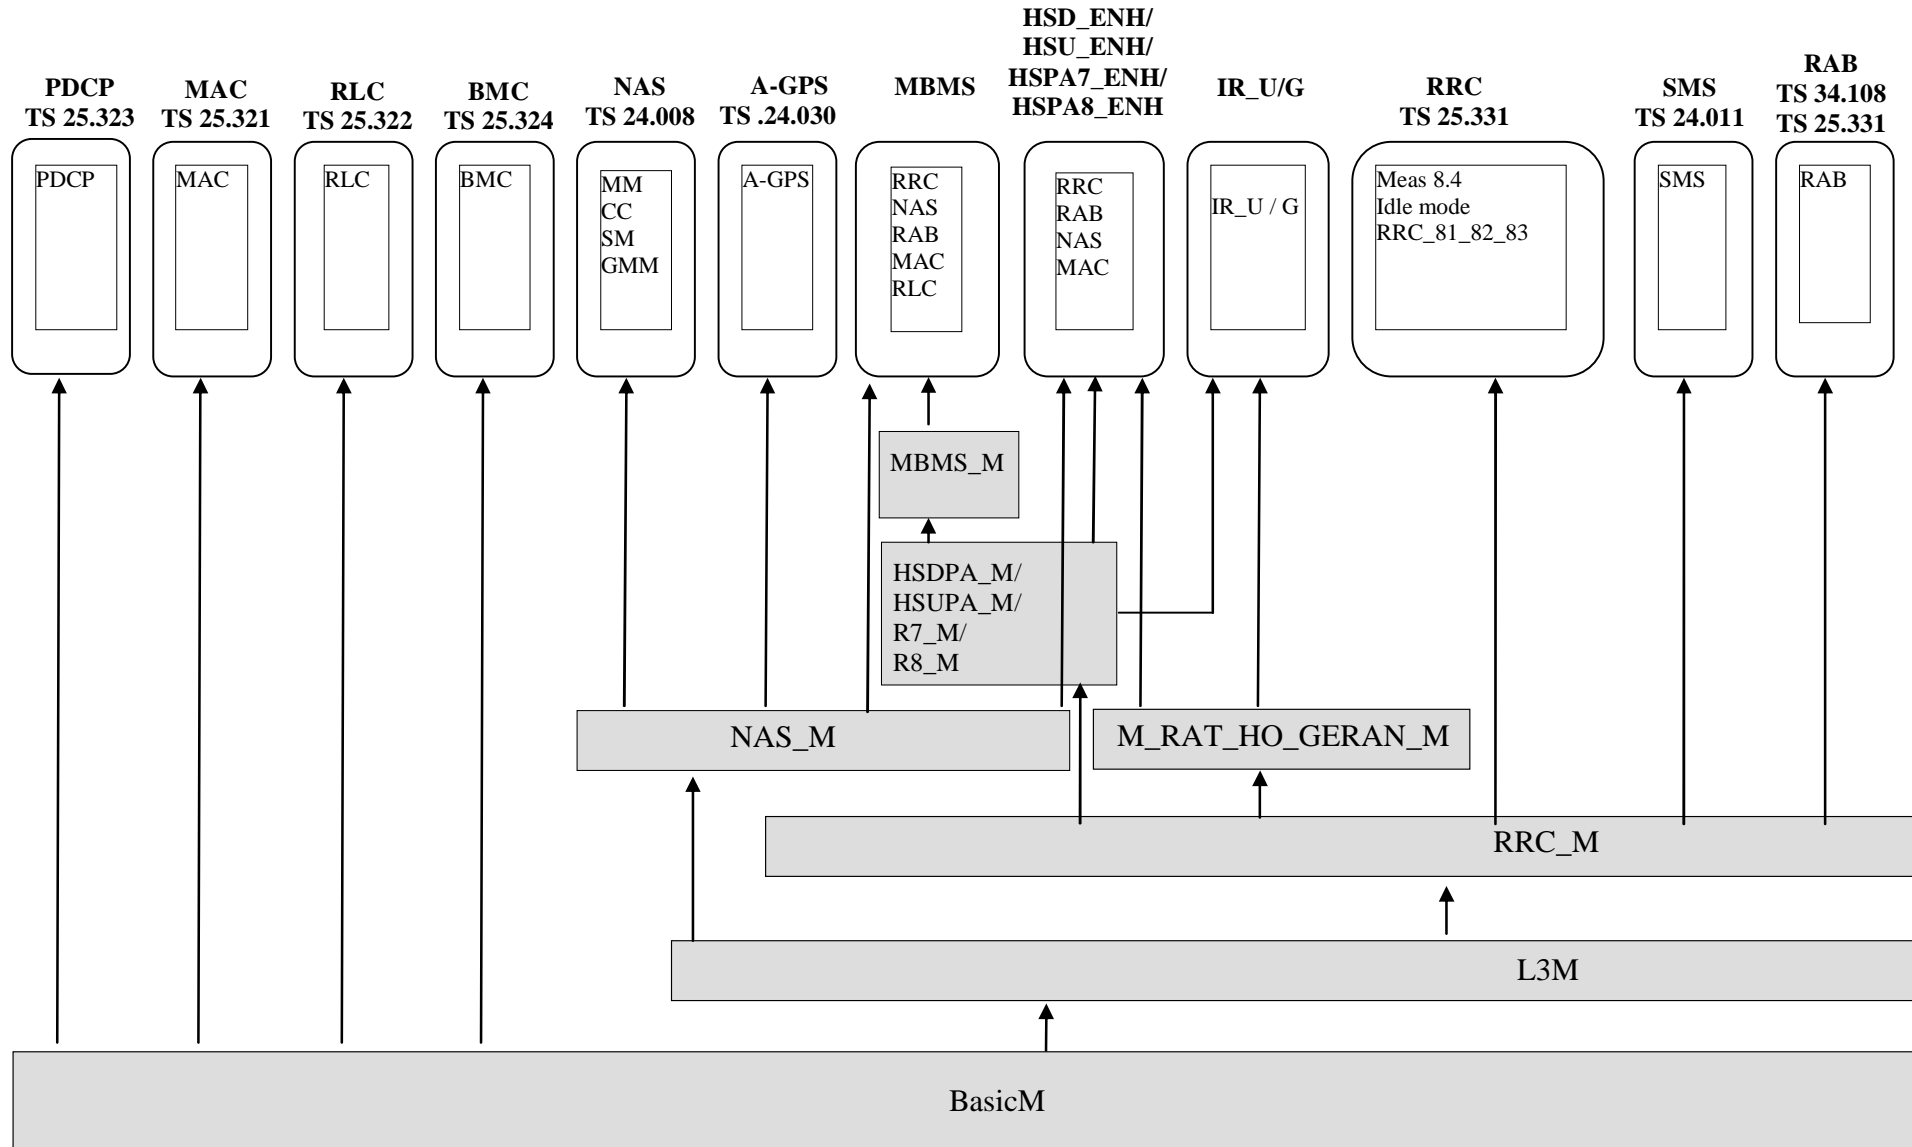 PDCP
TS 25.323
MAC
TS 25.321
RLC
TS 25.322
BMC
TS 25.324
NAS
TS 24.008
A-GPS
TS .24.030
MBMS
HSD_ENH/
HSU_ENH/
HSPA7_ENH/
HSPA8_ENH
IR_U/G
RRC
TS 25.331
SMS
TS 24.011
RAB
TS 34.108
TS 25.331
PDCP
MAC
RLC
BMC
MM
CC
SM
GMM
A-GPS
RRC
NAS
RAB
MAC
RLC
RRC
RAB
NAS
MAC
IR_U / G
Meas 8.4
Idle mode
RRC_81_82_83
SMS
RAB
MBMS_M
HSDPA_M/
HSUPA_M/
R7_M/
R8_M
NAS_M
M_RAT_HO_GERAN_M
RRC_M
L3M
BasicM